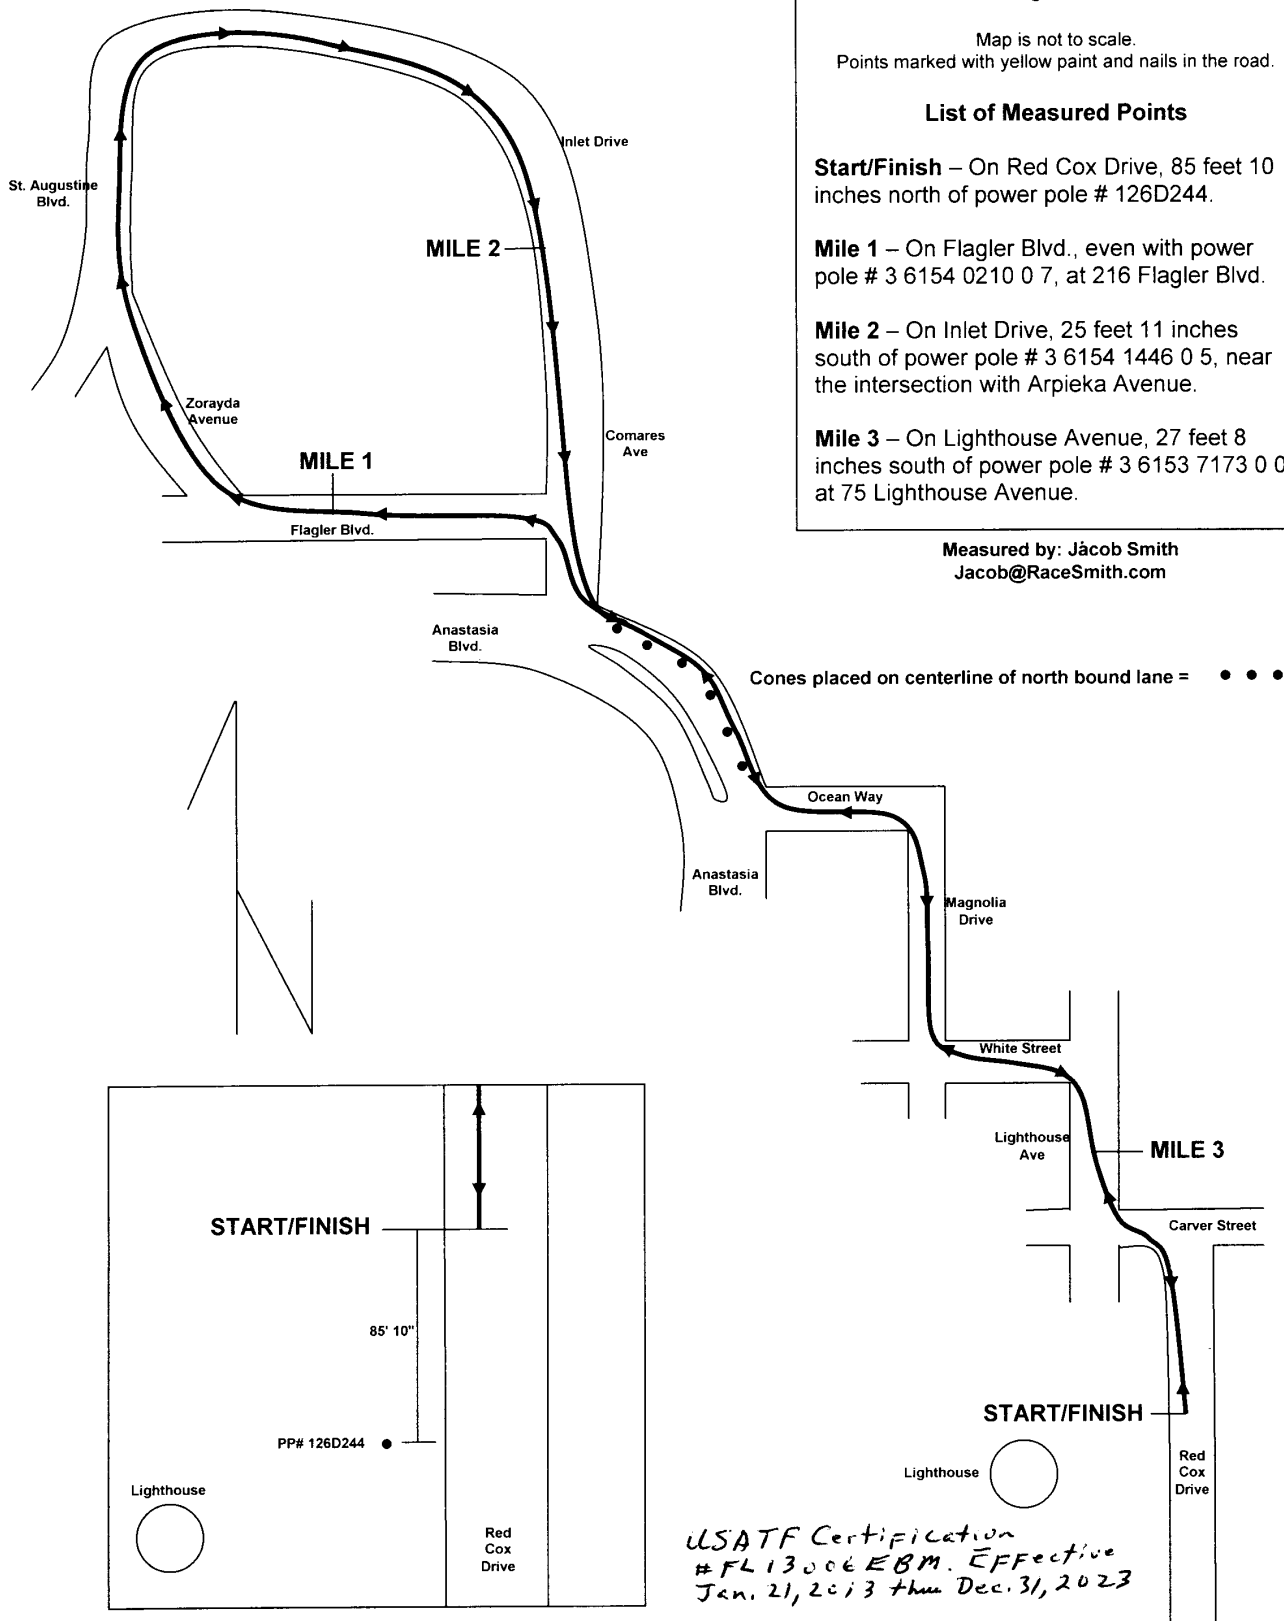 Map is not to scale.
Points marked with yellow paint and nails in the road.
List of Measured Points
Start/Finish – On Red Cox Drive, 85 feet 10
inches north of power pole # 126D244.
Mile 1 – On Flagler Blvd., even with power
pole # 3 6154 0210 0 7, at 216 Flagler Blvd.
Mile 2 – On Inlet Drive, 25 feet 11 inches
south of power pole # 3 6154 1446 0 5, near
the intersection with Arpieka Avenue.
Mile 3 – On Lighthouse Avenue, 27 feet 8
inches south of power pole # 3 6153 7173 0 0
at 75 Lighthouse Avenue.
Measured by: Jacob Smith
Jacob@RaceSmith.com
Inlet Drive
St. Augustine
Blvd.
MILE 2
Zorayda
Avenue
Comares
Ave
MILE 1
Flagler Blvd.
Anastasia
Blvd.
Cones placed on centerline of north bound lane =
Ocean Way
Anastasia
Blvd.
Magnolia
Drive
White Street
Lighthouse
Ave
MILE 3
Carver Street
START/FINISH
Lighthouse
Red
Cox
Drive
START/FINISH
85' 10"
PP# 126D244
Lighthouse
Red
Cox
Drive
USATF Certification
# FL13006EBM. Effective
Jan. 21, 2013 thru Dec. 31, 2023